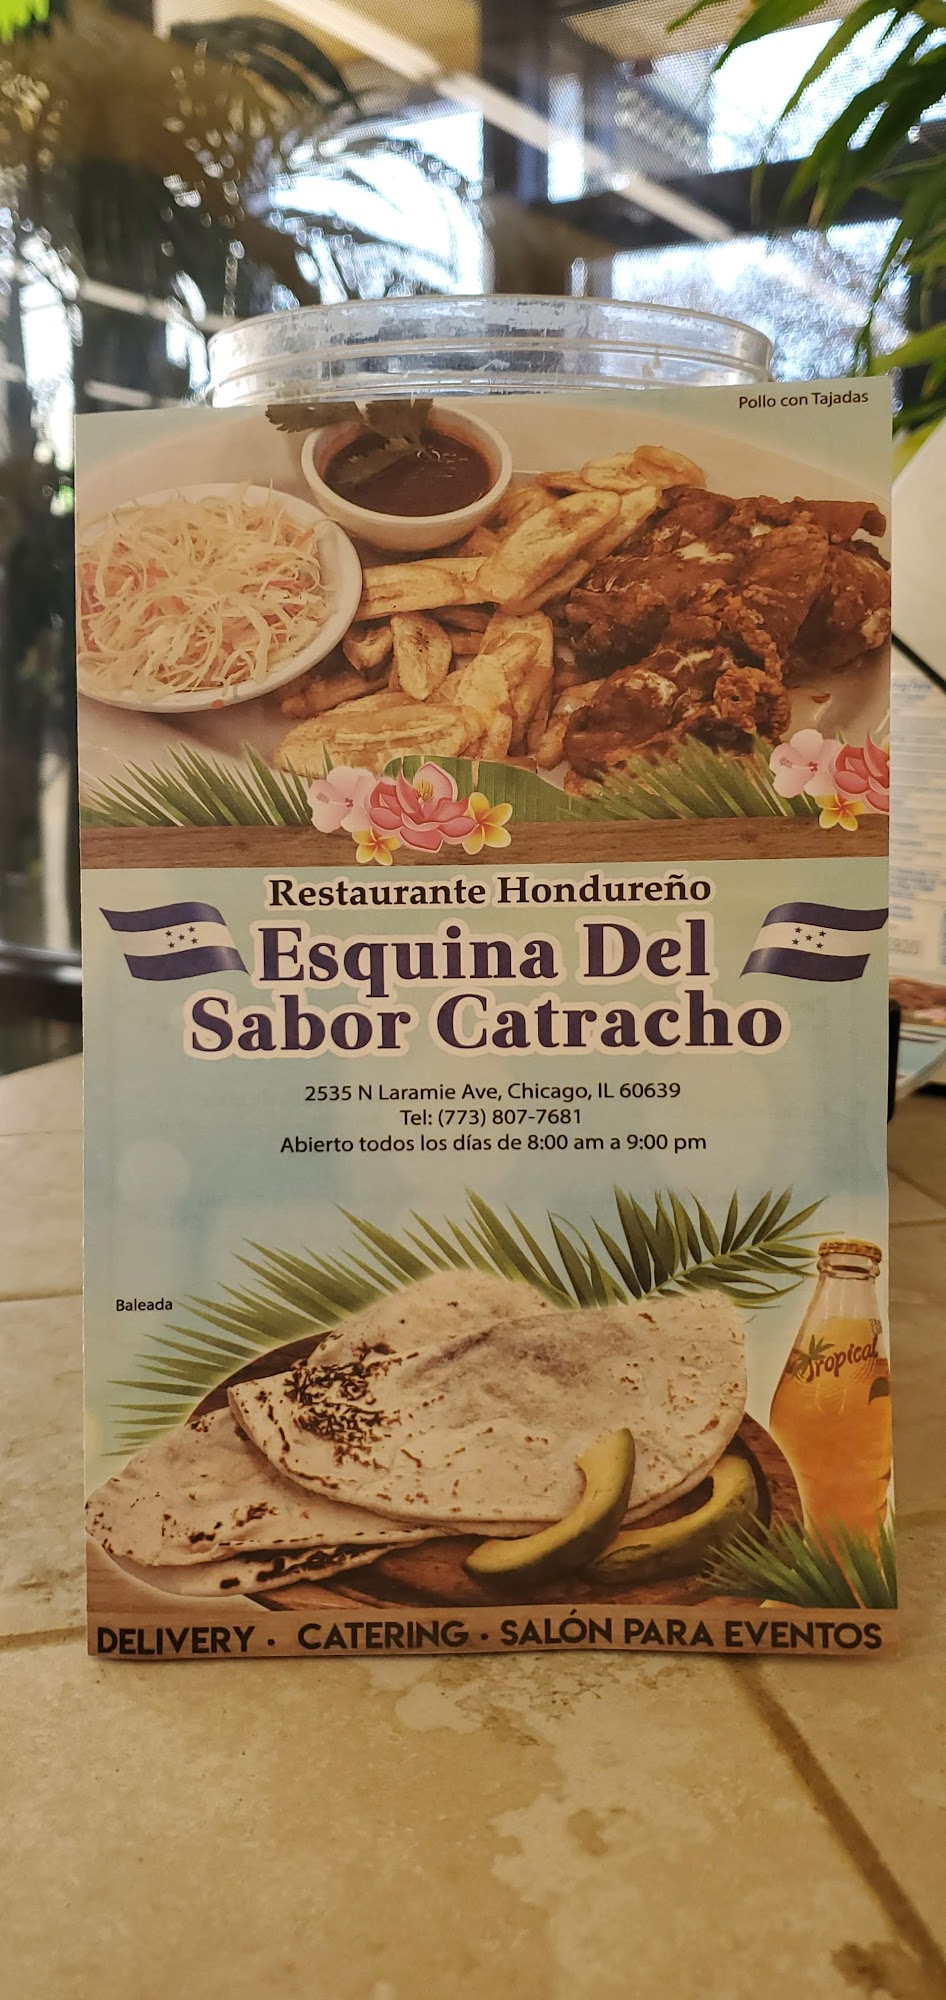 Pollo con Tajadas
Restaurante Hondureño
Esquina Del
Sabor Catracho
2535 N Laramie Ave, Chicago, IL 60639
Tel: (773) 807-7681
Abierto todos los días de 8:00 am a 9:00 pm
Baleada
Tropical
DELIVERY · CATERING · SALÓN PARA EVENTOS